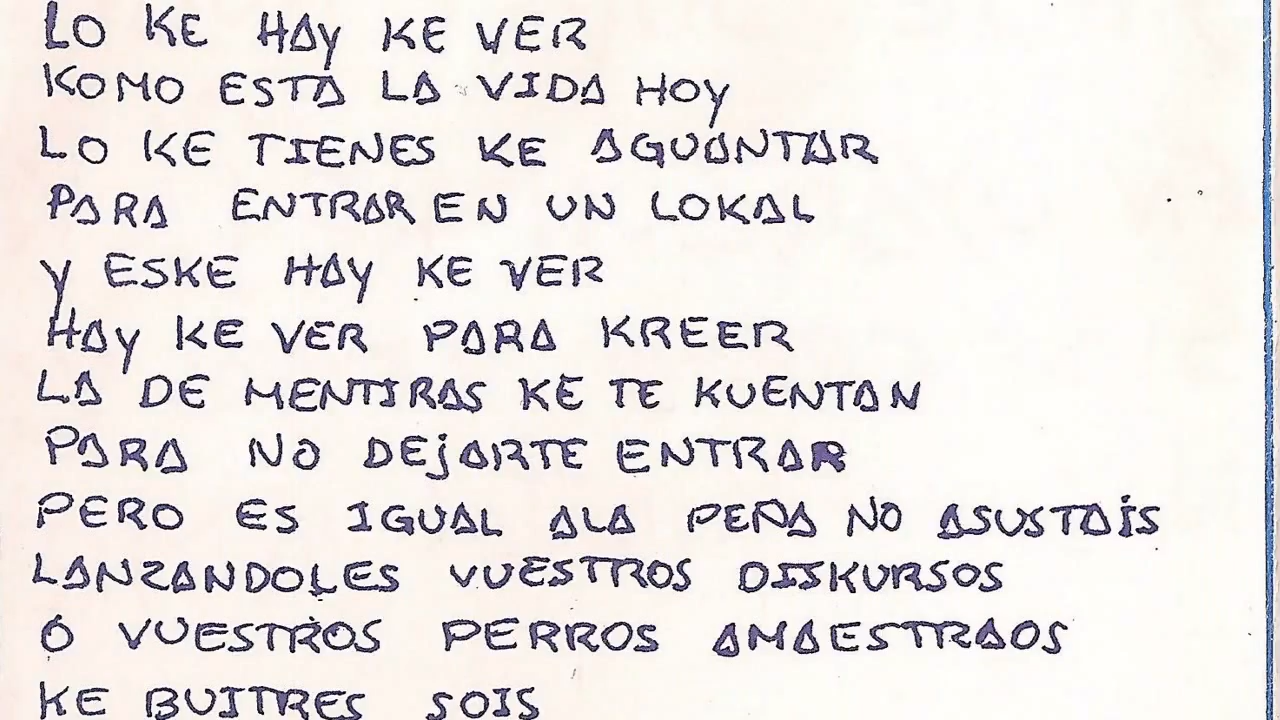 LO KE HAY KE VER
KOMO ESTA LA VIDA HOY
LO KE TIENES KE AGUANTAR
PARA ENTRAR EN UN LOKAL
Y ESKE HAY KE VER
HAY KE VER PARA KREER
LA DE MENTIRAS KE TE KUENTAN
PARA NO DEJARTE ENTRAR
PERO ES IGUAL ALA PEÑA NO ASUSTAIS
LANZANDOLES VUESTROS DISKURSOS
O VUESTROS PERROS AMAESTRAOS
KE BUITRES SOIS